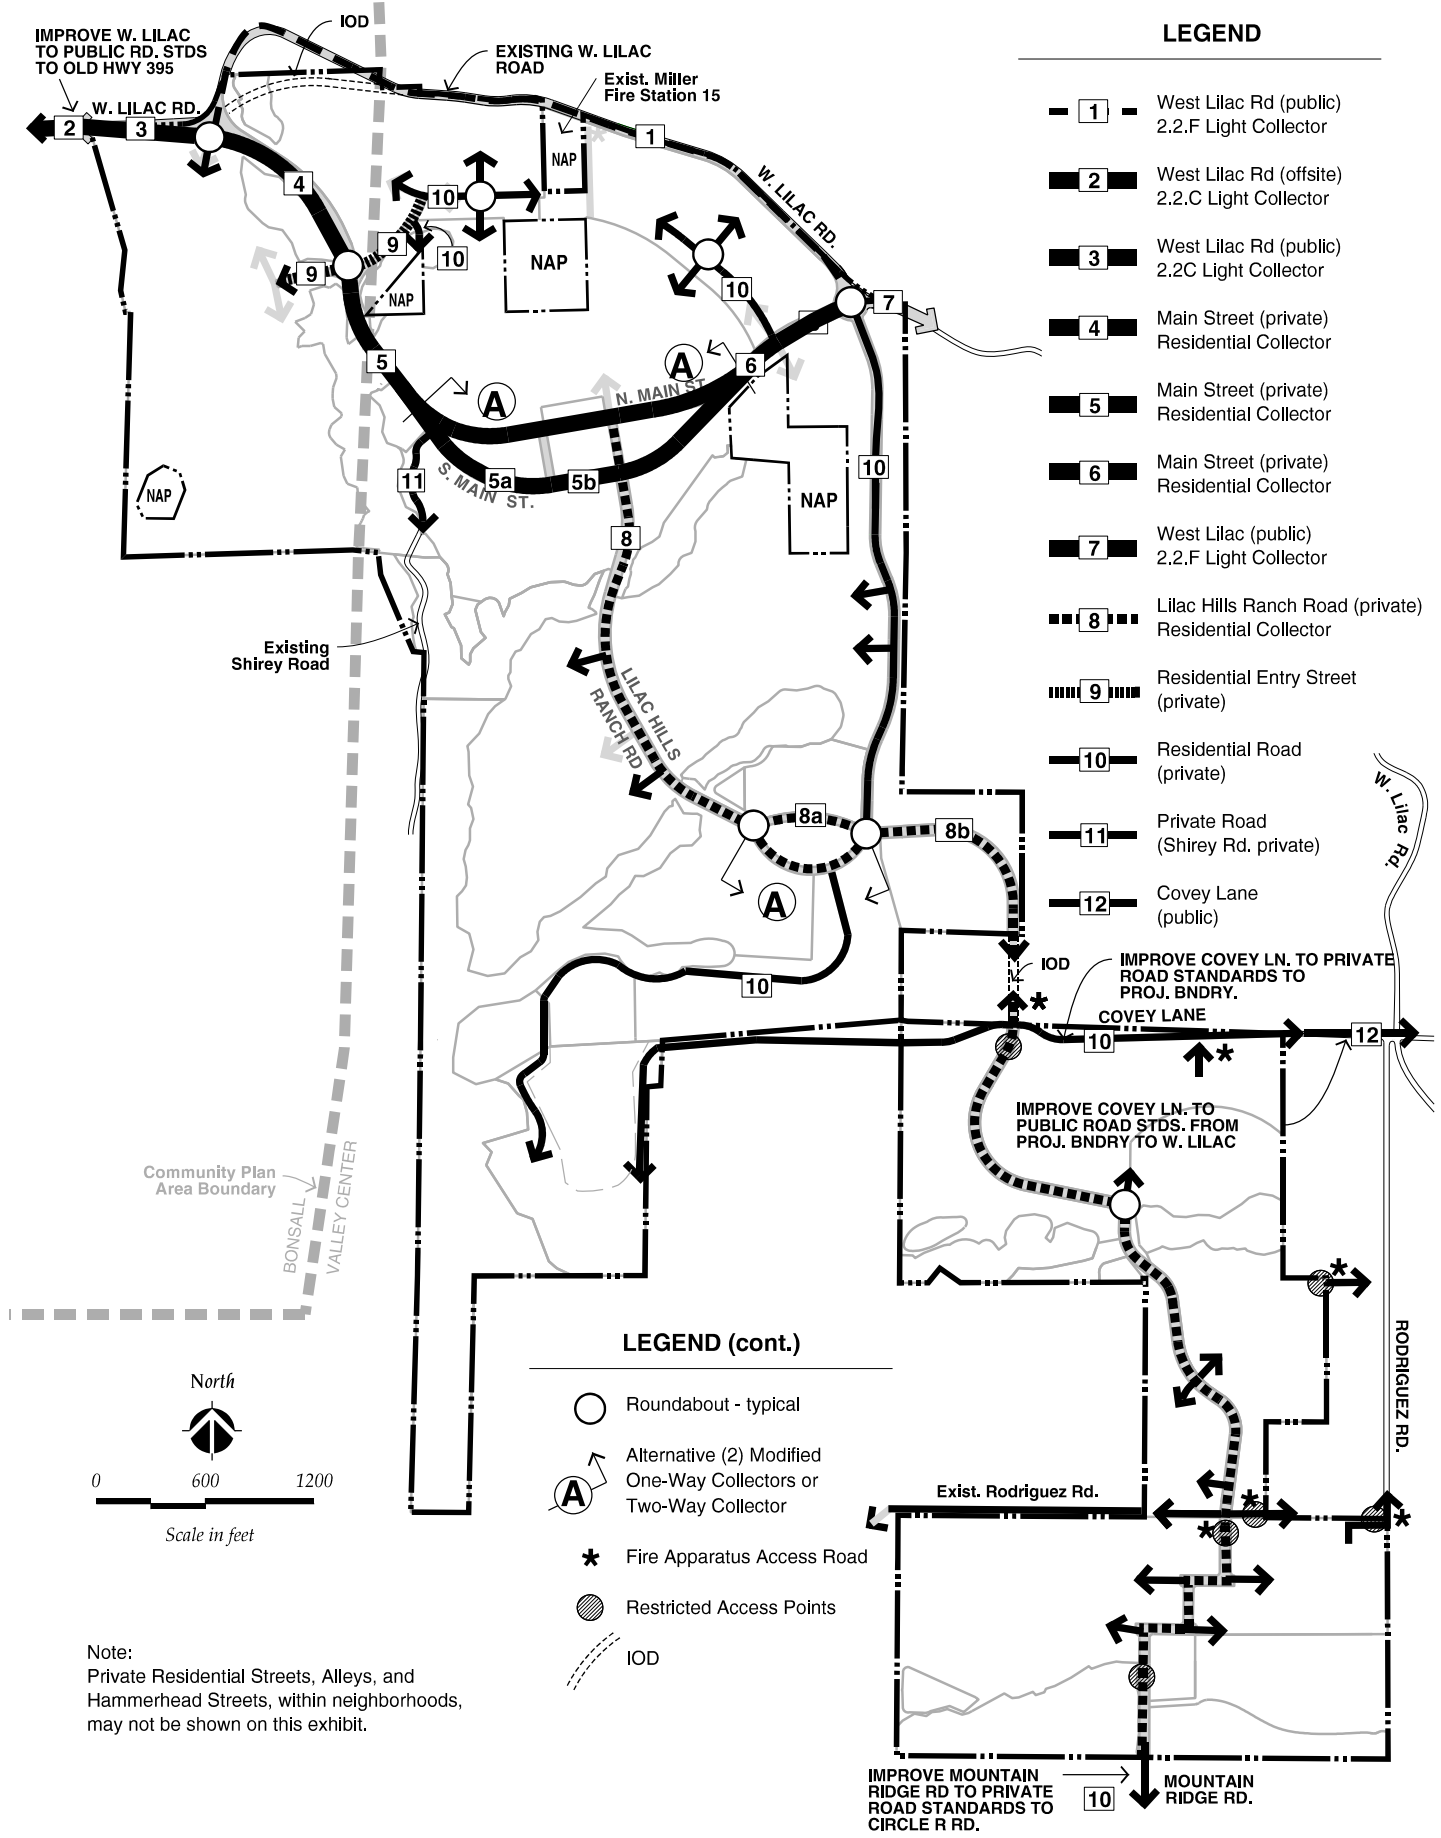 IMPROVE W. LILAC
TO PUBLIC RD. STDS
TO OLD HWY 395
IOD
EXISTING W. LILAC
ROAD
Exist. Miller
Fire Station 15
W. LILAC RD.
2
3
1
NAP
4
10
W. LILAC RD.
9
10
9
NAP
NAP
10
7
5
A
6
A
N. MAIN ST
10
11
S. MAIN ST.
5a
5b
NAP
NAP
8
Existing
Shirey Road
LILAC HILLS
RANCH RD
8a
8b
A
10
IOD
IMPROVE COVEY LN. TO PRIVATE
ROAD STANDARDS TO
PROJ. BNDRY.
COVEY LANE
10
12
W. Lilac Rd.
IMPROVE COVEY LN. TO
PUBLIC ROAD STDS. FROM
PROJ. BNDRY TO W. LILAC
Community Plan
Area Boundary
BONSALL
VALLEY CENTER
RODRIGUEZ RD.
Exist. Rodriguez Rd.
IMPROVE MOUNTAIN
RIDGE RD TO PRIVATE
ROAD STANDARDS TO
CIRCLE R RD.
10
MOUNTAIN
RIDGE RD.
LEGEND
1 West Lilac Rd (public)
2.2.F Light Collector
2 West Lilac Rd (offsite)
2.2.C Light Collector
3 West Lilac Rd (public)
2.2C Light Collector
4 Main Street (private)
Residential Collector
5 Main Street (private)
Residential Collector
6 Main Street (private)
Residential Collector
7 West Lilac (public)
2.2.F Light Collector
8 Lilac Hills Ranch Road (private)
Residential Collector
9 Residential Entry Street
(private)
10 Residential Road
(private)
11 Private Road
(Shirey Rd. private)
12 Covey Lane
(public)
LEGEND (cont.)
Roundabout - typical
A Alternative (2) Modified
One-Way Collectors or
Two-Way Collector
* Fire Apparatus Access Road
Restricted Access Points
IOD
North
0 600 1200
Scale in feet
Note:
Private Residential Streets, Alleys, and
Hammerhead Streets, within neighborhoods,
may not be shown on this exhibit.